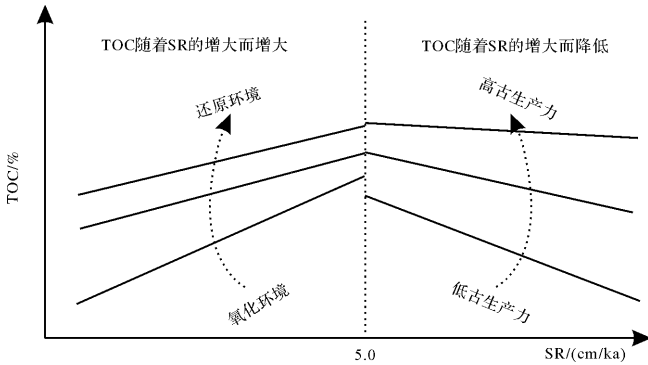 TOC随着SR的增大而增大
TOC随着SR的增大而降低
还原环境
高古生产力
TOC/%
氧化环境
低古生产力
5.0
SR/(cm/ka)